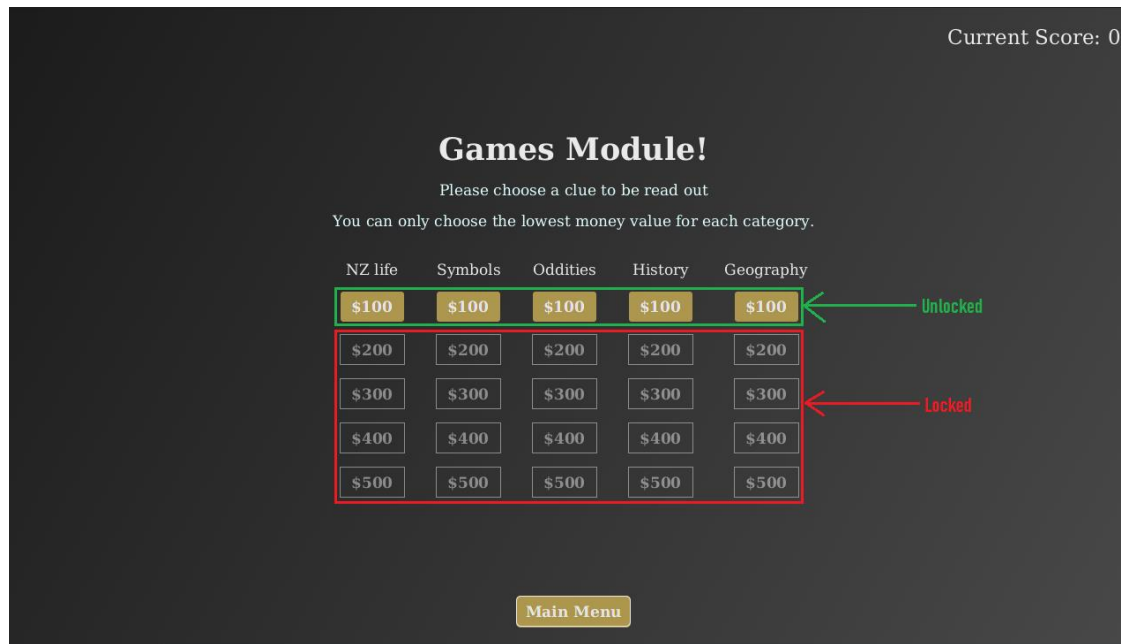 Current Score: 0
Games Module!
Please choose a clue to be read out
You can only choose the lowest money value for each category.
NZ life Symbols Oddities History Geography
$100 $100 $100 $100 $100 Unlocked
$200 $200 $200 $200 $200
$300 $300 $300 $300 $300
Locked
$400 $400 $400 $400 $400
$500 $500 $500 $500 $500
Main Menu